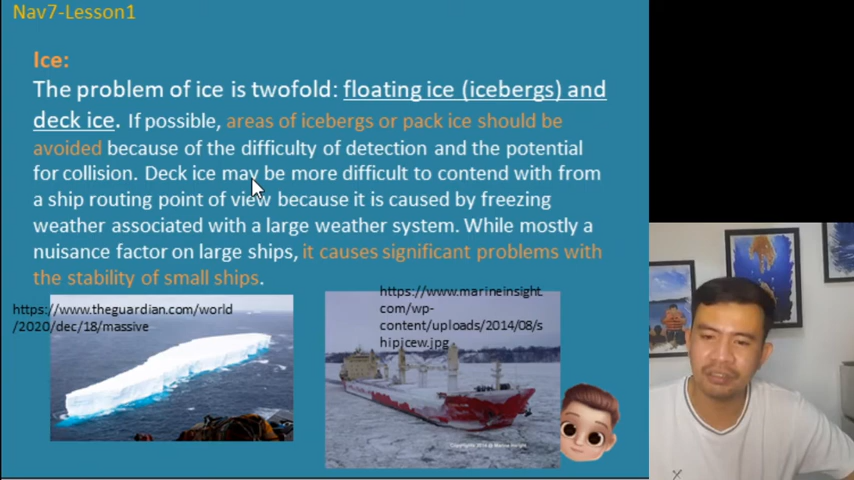 Nav7-Lesson1
Ice:
The problem of ice is twofold: floating ice (icebergs) and
deck ice. If possible, areas of icebergs or pack ice should be
avoided because of the difficulty of detection and the potential
for collision. Deck ice may be more difficult to contend with from
a ship routing point of view because it is caused by freezing
weather associated with a large weather system. While mostly a
nuisance factor on large ships, it causes significant problems with
the stability of small ships.
https://www.theguardian.com/world
/2020/dec/18/massive
https://www.marineinsight.
com/wp-
content/uploads/2014/08/s
hipicew.jpg